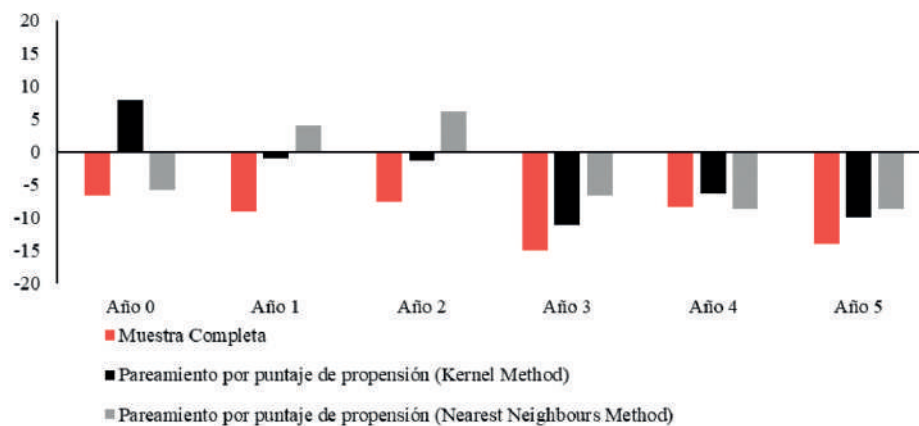 20
15
10
5
0
-5
-10
-15
-20
Año 0 Año 1 Año 2 Año 3 Año 4 Año 5
Muestra Completa
Pareamiento por puntaje de propensión (Kernel Method)
Pareamiento por puntaje de propensión (Nearest Neighbours Method)